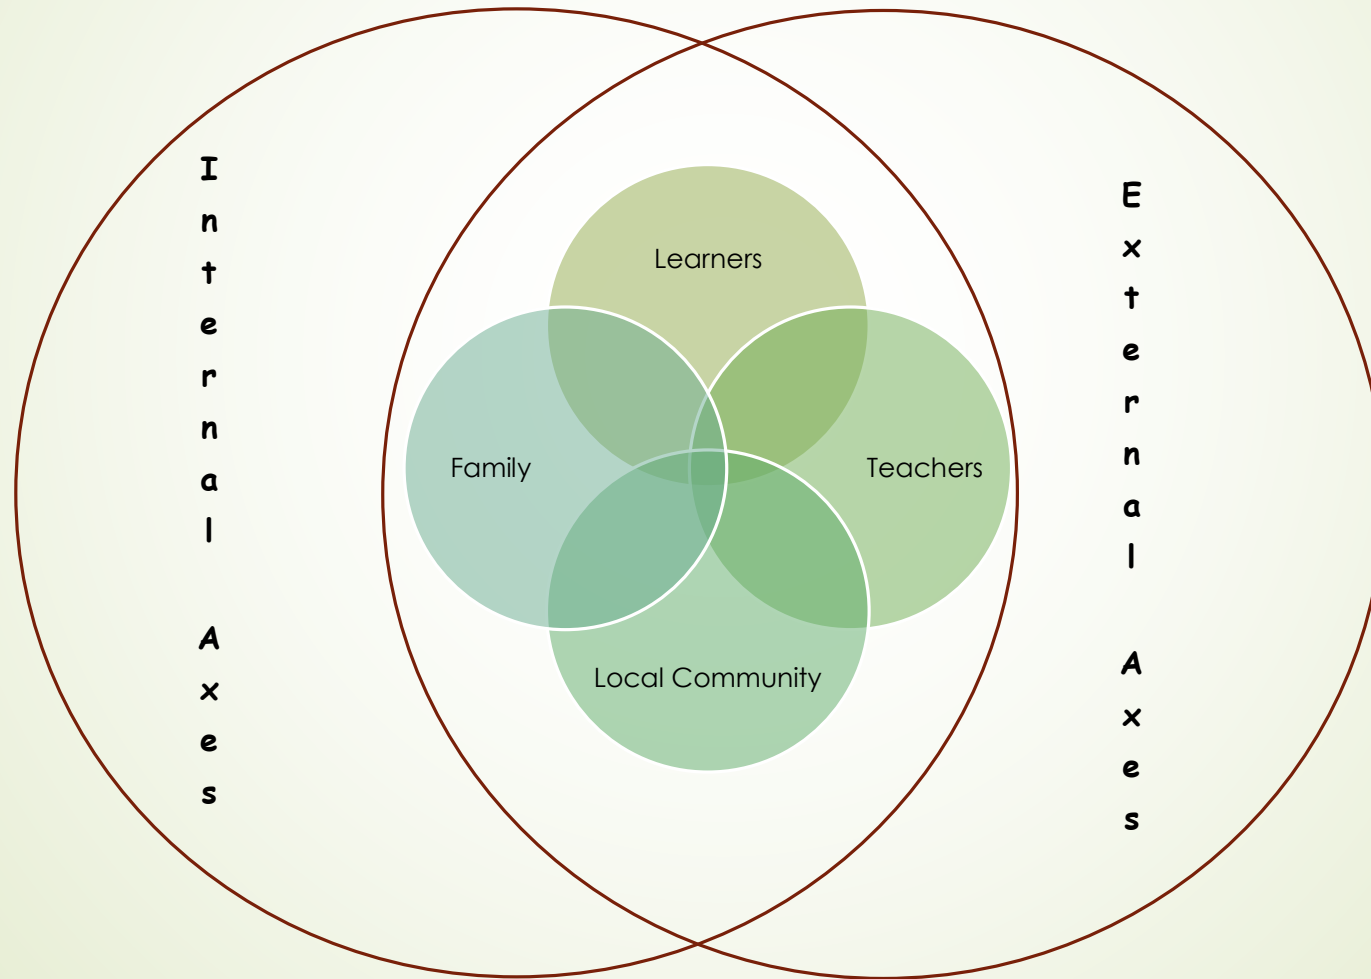 Internal Axes
Learners
Family
Teachers
Local Community
External Axes